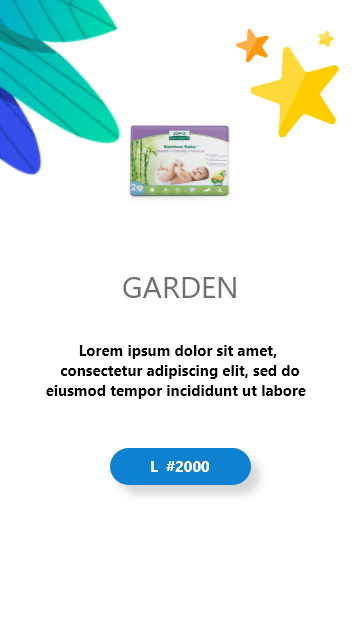 Bamboo Baby
2
GARDEN
Lorem ipsum dolor sit amet,
consectetur adipiscing elit, sed do
eiusmod tempor incididunt ut labore
L #2000